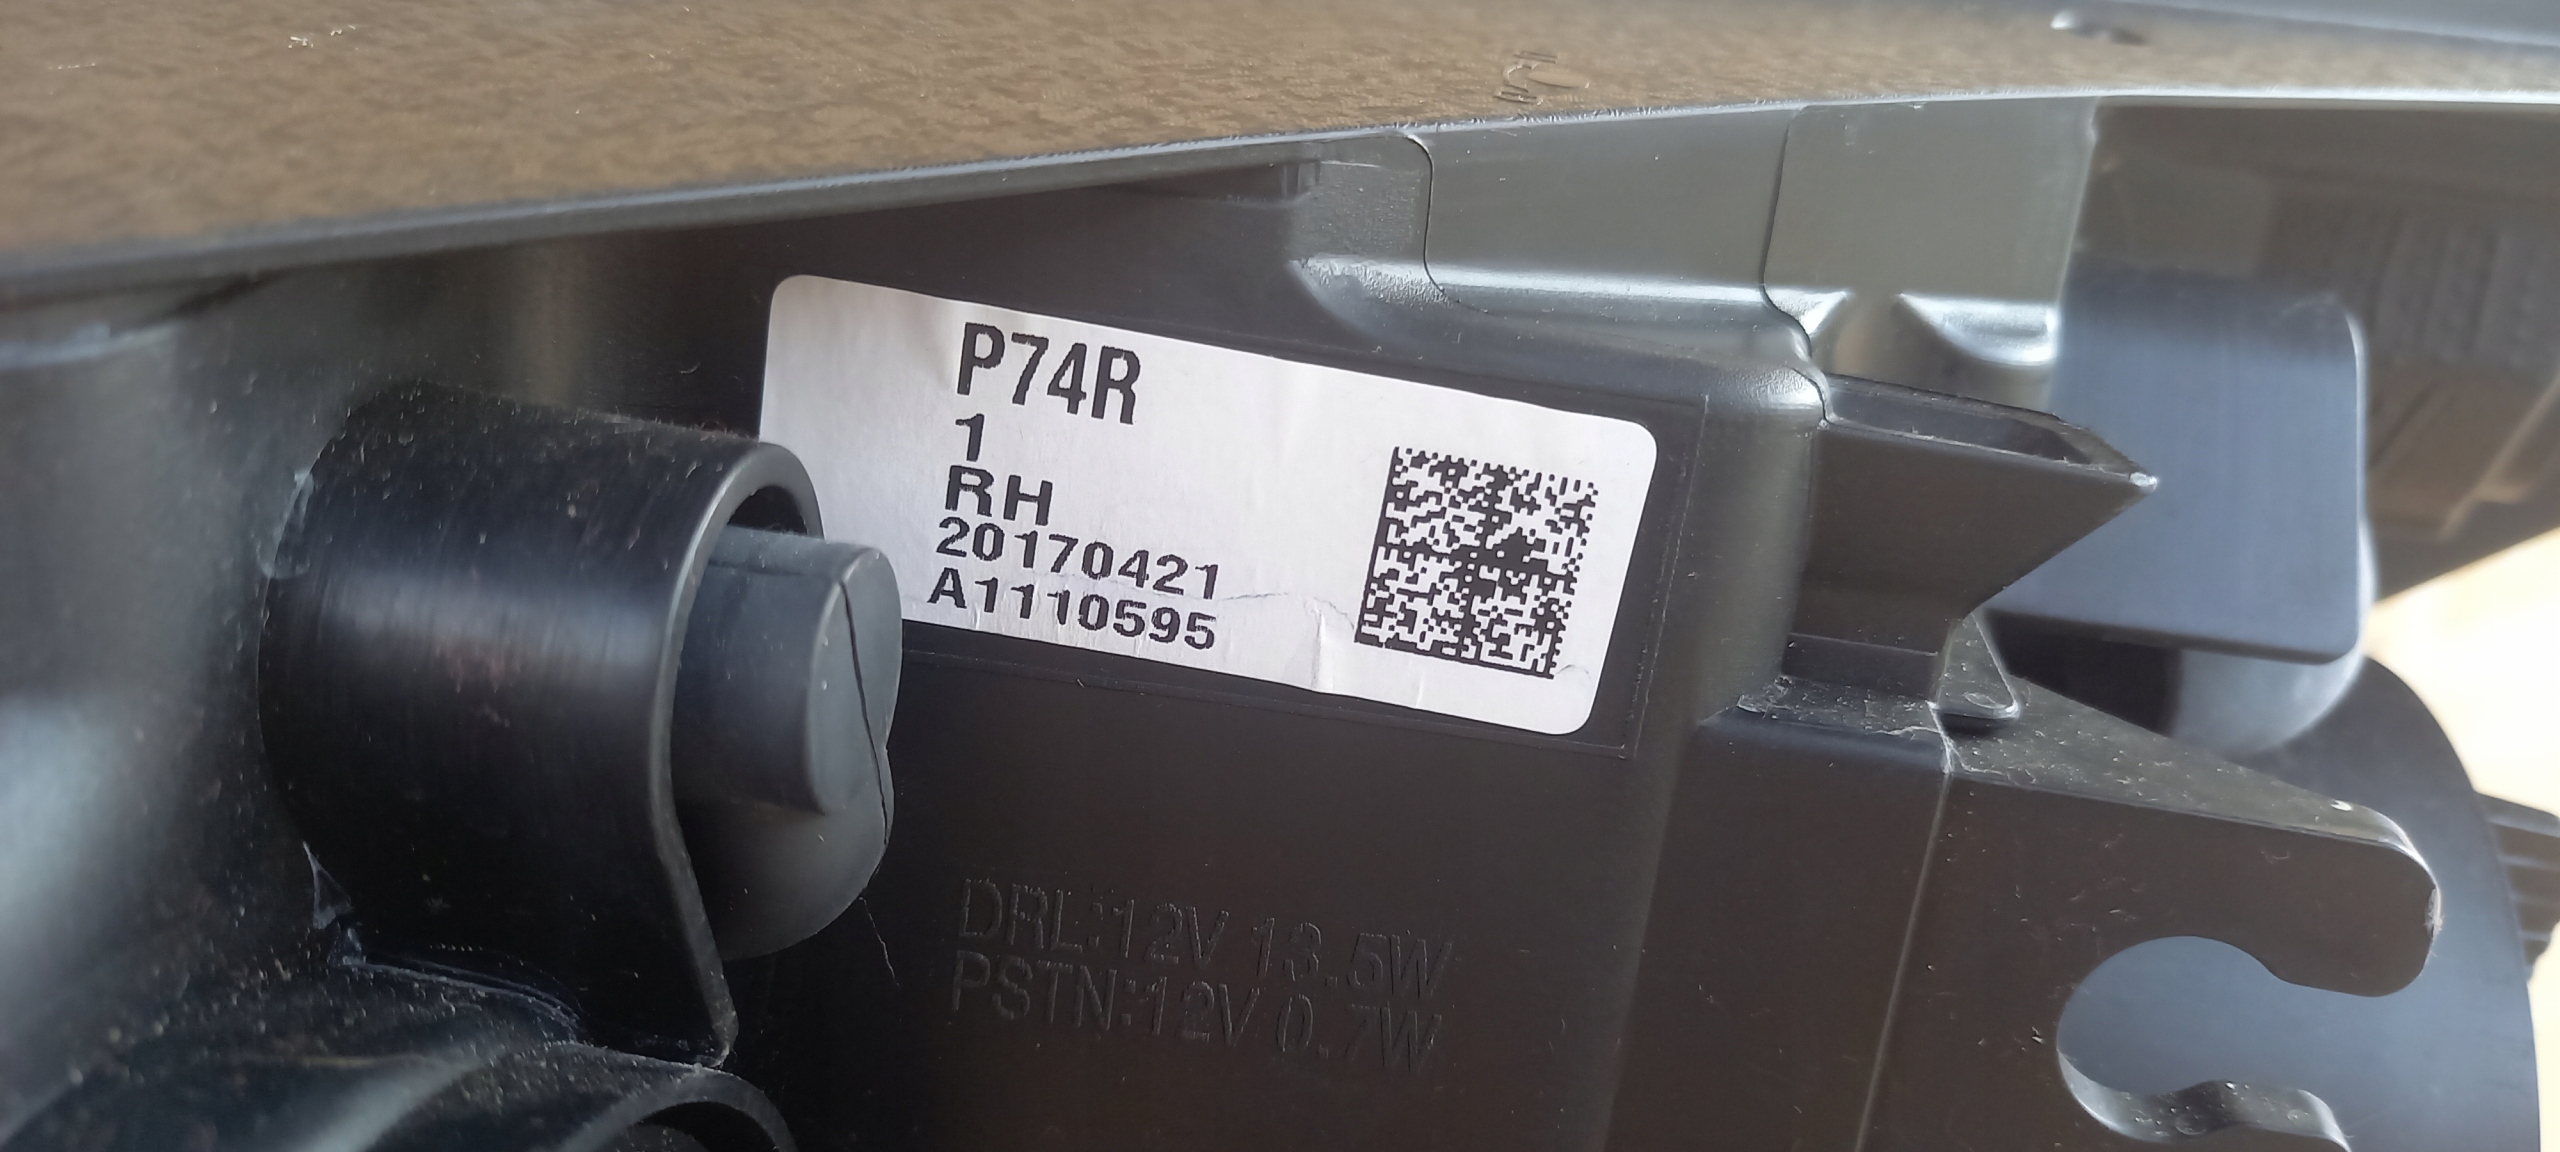 P74R
1
RH
20170421
A1110595
DRL:12V 13.5W
PSTN:12V 0.7W